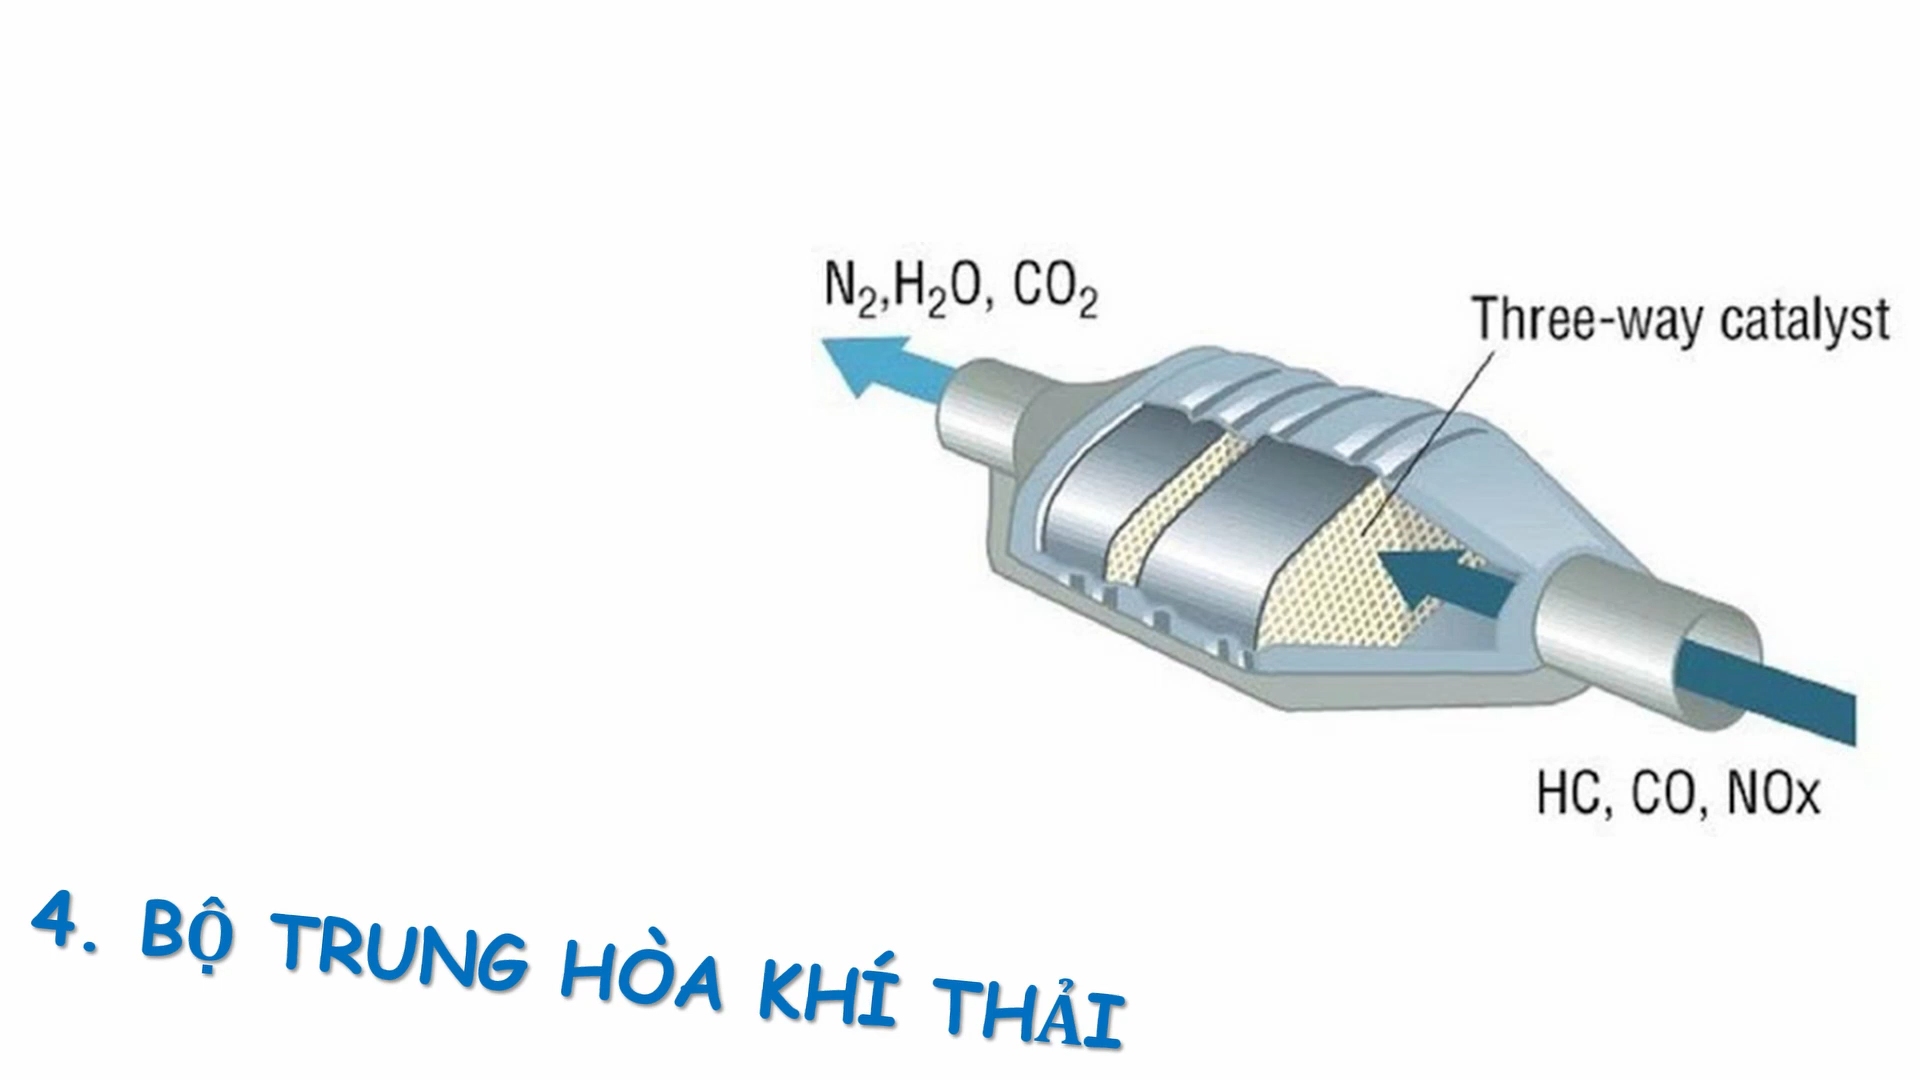 N₂,H₂O, CO₂
Three-way catalyst
HC, CO, NOx
4. BỘ TRUNG HÒA KHÍ THẢI